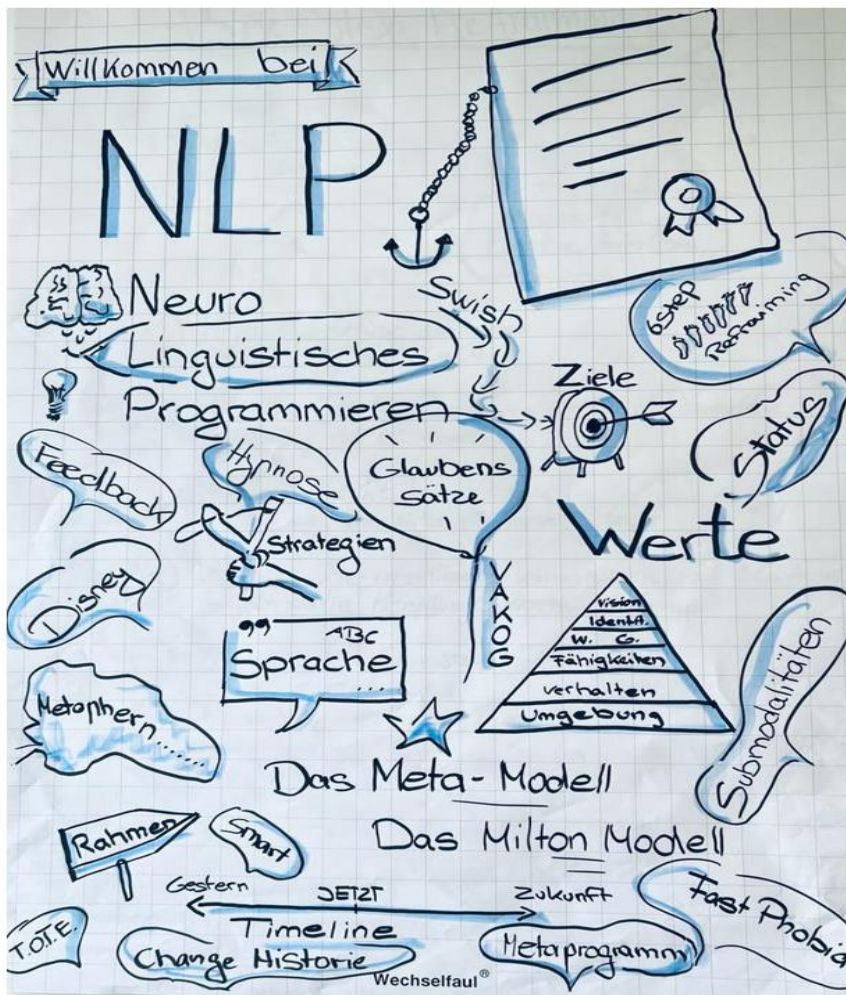 Willkommen bei
NLP
Neuro
Linguistisches
Programmieren
Swish
6step
Reframing
Ziele
Status
Feedback
Hypnose
Glaubens
sätze
Strategien
Werte
Disney
VAKOG
Vision
Identit.
W. G.
Fähigkeiten
Verhalten
Umgebung
„ ABC
Sprache
....
Submodalitäten
Metaphern.......
Das Meta-Modell
Rahmen
Smart
Das Milton Modell
Gestern JETZT Zukunft
Timeline
Fast Phobia
T.O.T.E.
Change Historie
Metaprogramm
Wechselfaul®